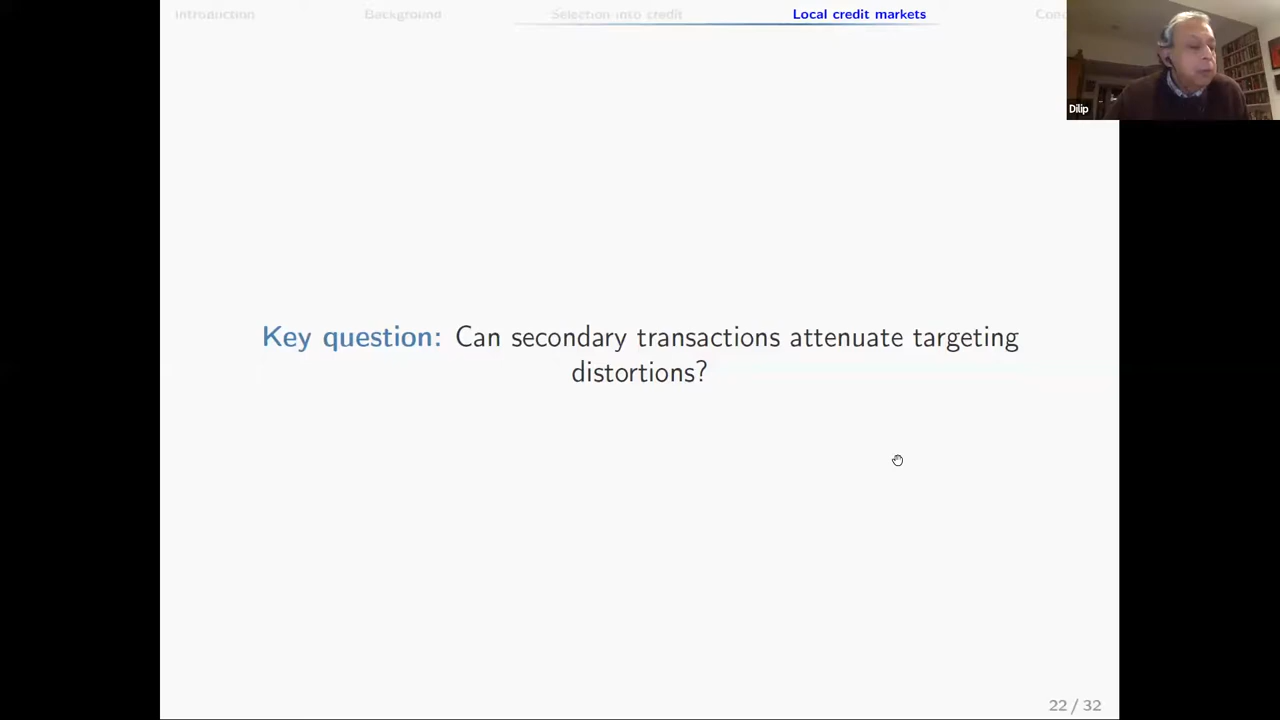 Introduction Background Selection into credit Local credit markets
Dilip
Key question: Can secondary transactions attenuate targeting
distortions?
22 / 32